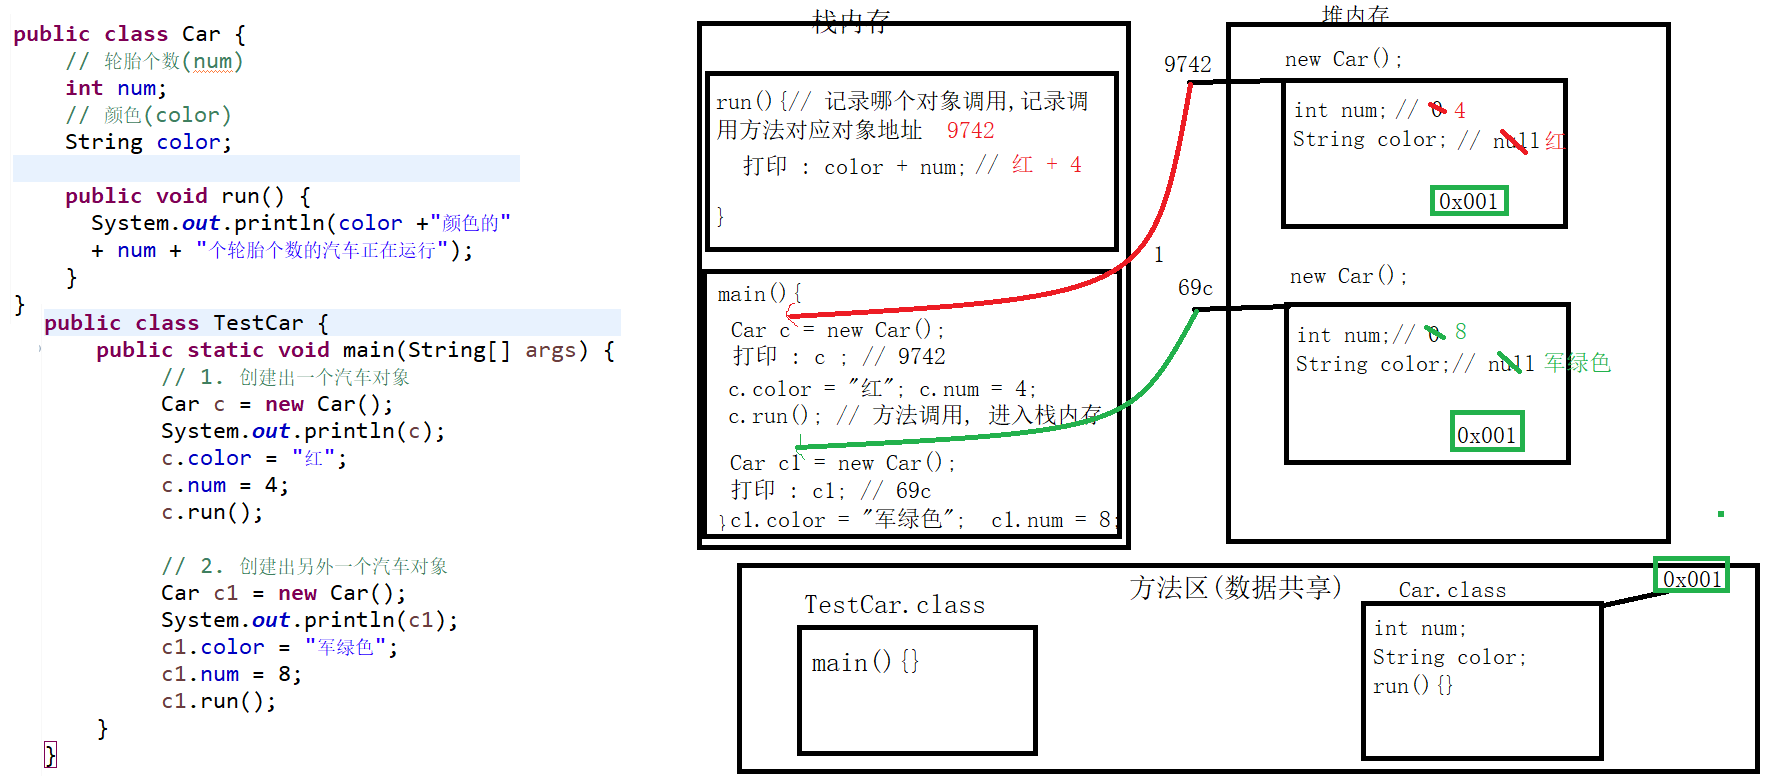 public class Car {
// 轮胎个数(num)
int num;
// 颜色(color)
String color;
public void run() {
System.out.println(color +"颜色的"
+ num + "个轮胎个数的汽车正在运行");
}
}
public class TestCar {
public static void main(String[] args) {
// 1. 创建出一个汽车对象
Car c = new Car();
System.out.println(c);
c.color = "红";
c.num = 4;
c.run();
// 2. 创建出另外一个汽车对象
Car c1 = new Car();
System.out.println(c1);
c1.color = "军绿色";
c1.num = 8;
c1.run();
}
}
栈内存
run(){// 记录哪个对象调用,记录调
用方法对应对象地址 9742
打印 : color + num; // 红 + 4
}
main(){
Car c = new Car();
打印 : c ; // 9742
c.color = "红"; c.num = 4;
c.run(); // 方法调用, 进入栈内存
Car c1 = new Car();
打印 : c1; // 69c
}c1.color = "军绿色"; c1.num = 8;
9742
1
69c
堆内存
new Car();
int num; // 0 4
String color; // null 红
0x001
new Car();
int num;// 0 8
String color;// null 军绿色
0x001
方法区(数据共享)
TestCar.class
main(){}
Car.class
0x001
int num;
String color;
run(){}